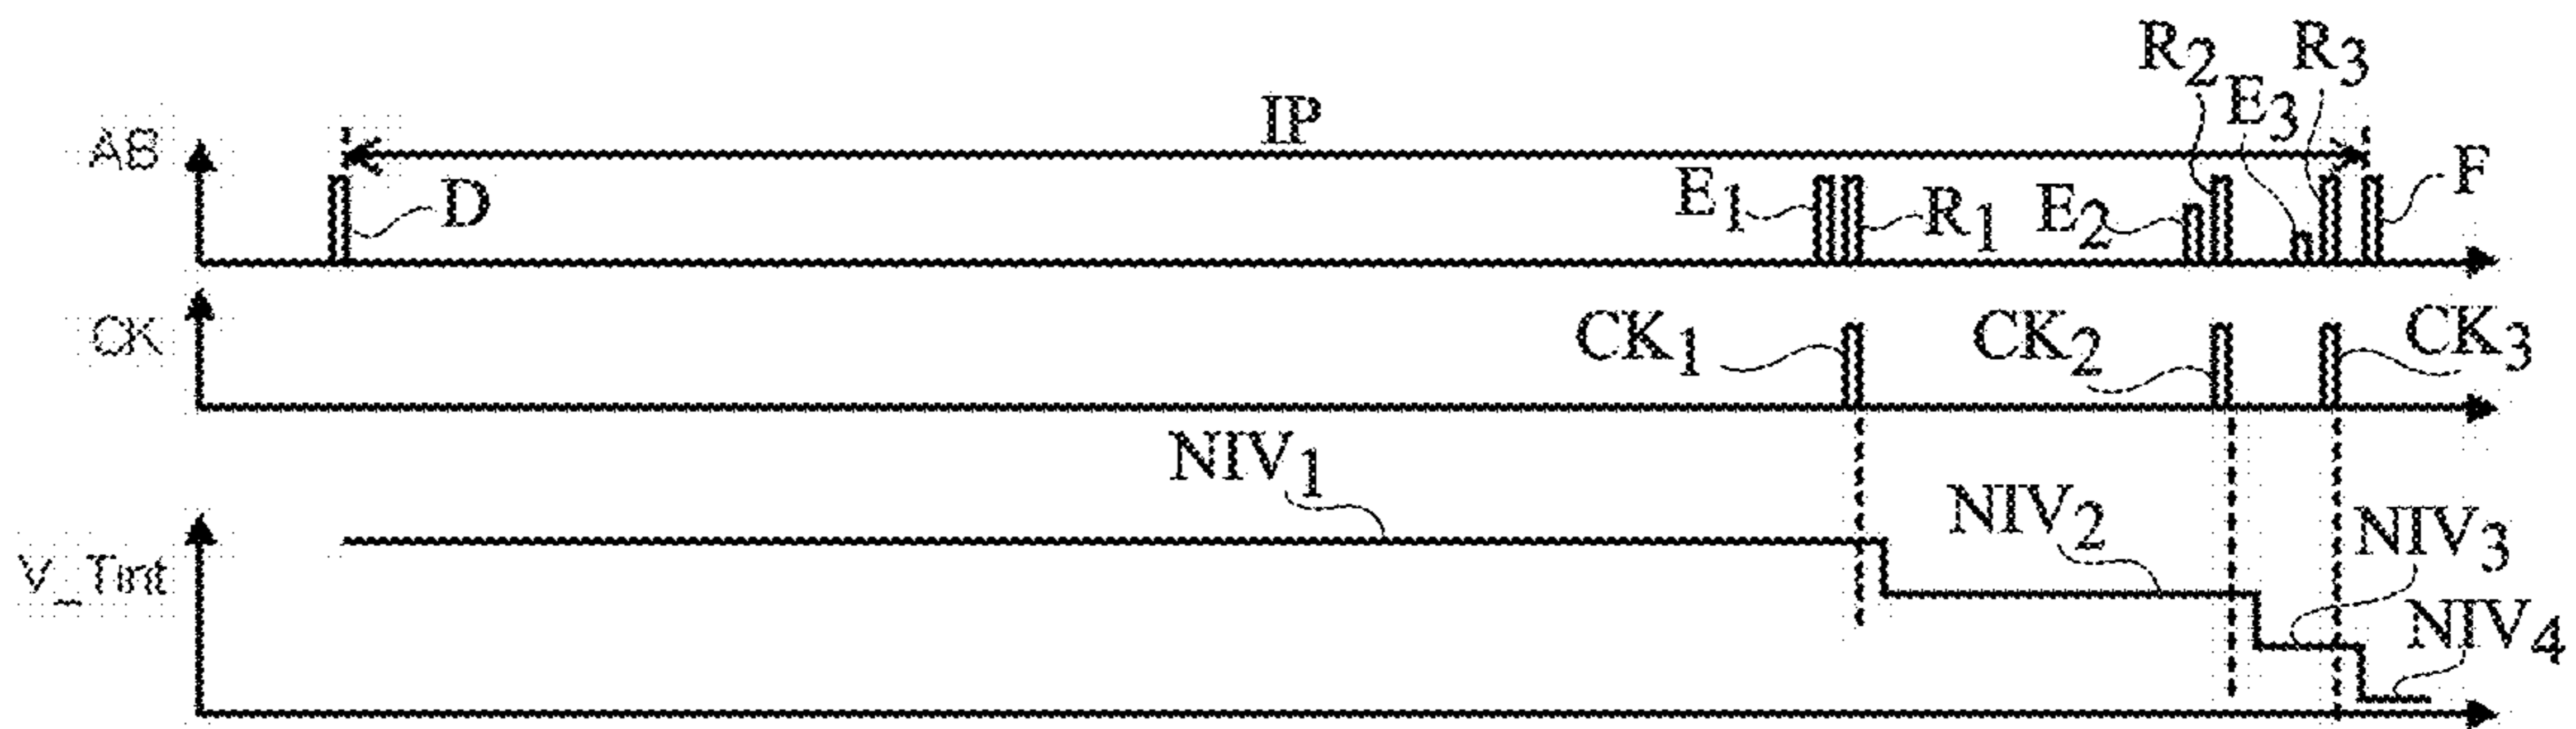 R2 R3
IP E3
AB D E1 R1 E2 F
CK CK1 CK2 CK3
NIV1 NIV2 NIV3
V_Tint NIV4